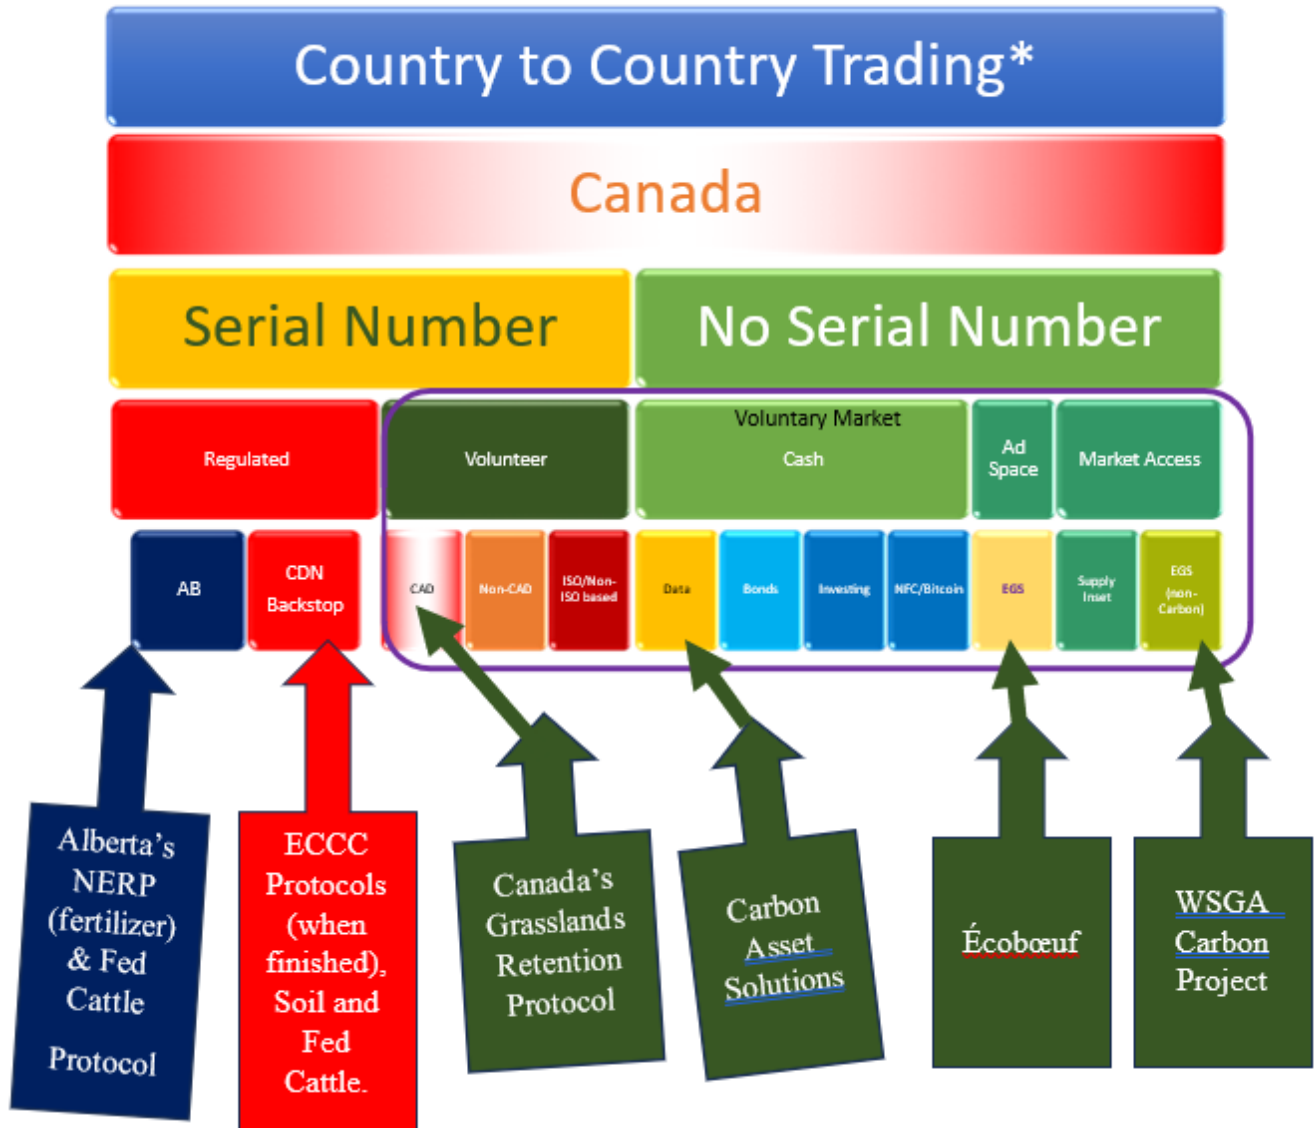 Country to Country Trading*
Canada
Serial Number
No Serial Number
Regulated
Volunteer
Voluntary Market
Cash
Ad
Space
Market Access
AB
CDN
Backstop
CAD
Non-CAD
ISO/Non-
ISO based
Data
Bonds
Investing
NFC/Bitcoin
EGS
Supply
Inset
EGS
(non-
Carbon)
Alberta’s
NERP
(fertilizer)
& Fed
Cattle
Protocol
ECCC
Protocols
(when
finished),
Soil and
Fed
Cattle.
Canada’s
Grasslands
Retention
Protocol
Carbon
Asset
Solutions
Écobœuf
WSGA
Carbon
Project